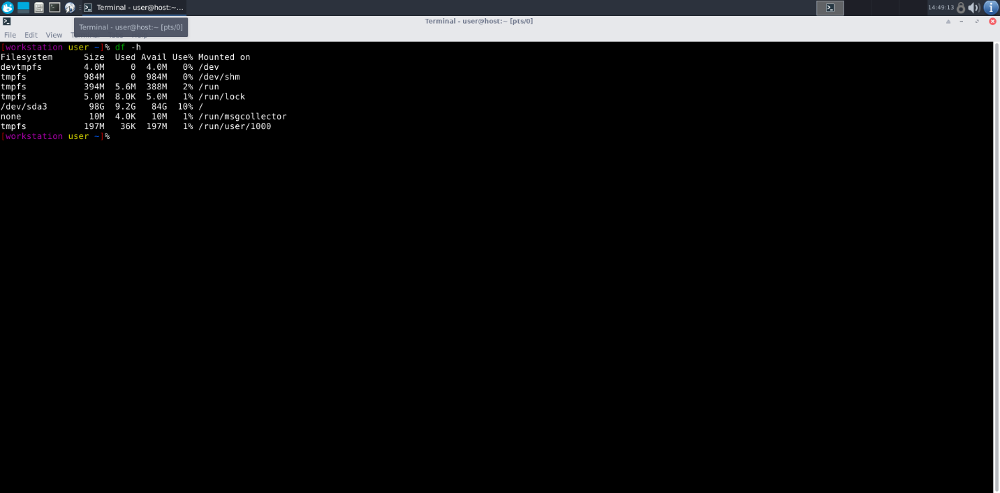 Terminal - user@host:~...
14:49:13
Terminal - user@host:~ [pts/0]
Terminal - user@host:~ [pts/0]
File Edit View
[workstation user ~]% df -h
Filesystem      Size  Used Avail Use% Mounted on
devtmpfs        4.0M     0  4.0M   0% /dev
tmpfs           984M     0  984M   0% /dev/shm
tmpfs           394M  5.6M  388M   2% /run
tmpfs           5.0M  8.0K  5.0M   1% /run/lock
/dev/sda3        98G  9.2G   84G  10% /
none             10M  4.0K   10M   1% /run/msgcollector
tmpfs           197M   36K  197M   1% /run/user/1000
[workstation user ~]%